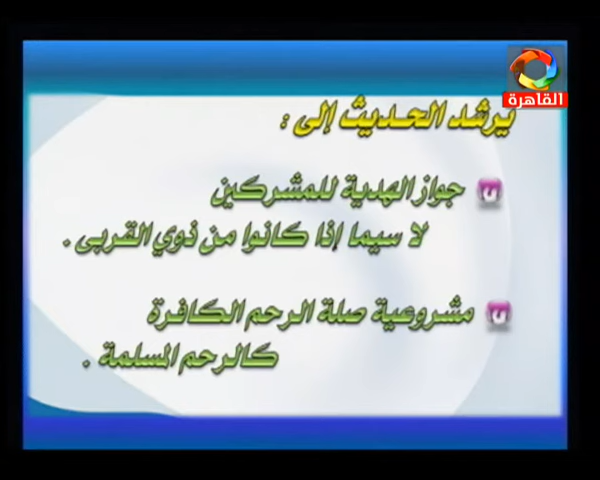 القاهرة
يرشد الحديث إلى :
جواز الهدية للمشركين
لا سيما إذا كانوا من ذوي القربى .
مشروعية صلة الرحم الكافرة
كالرحم المسلمة .